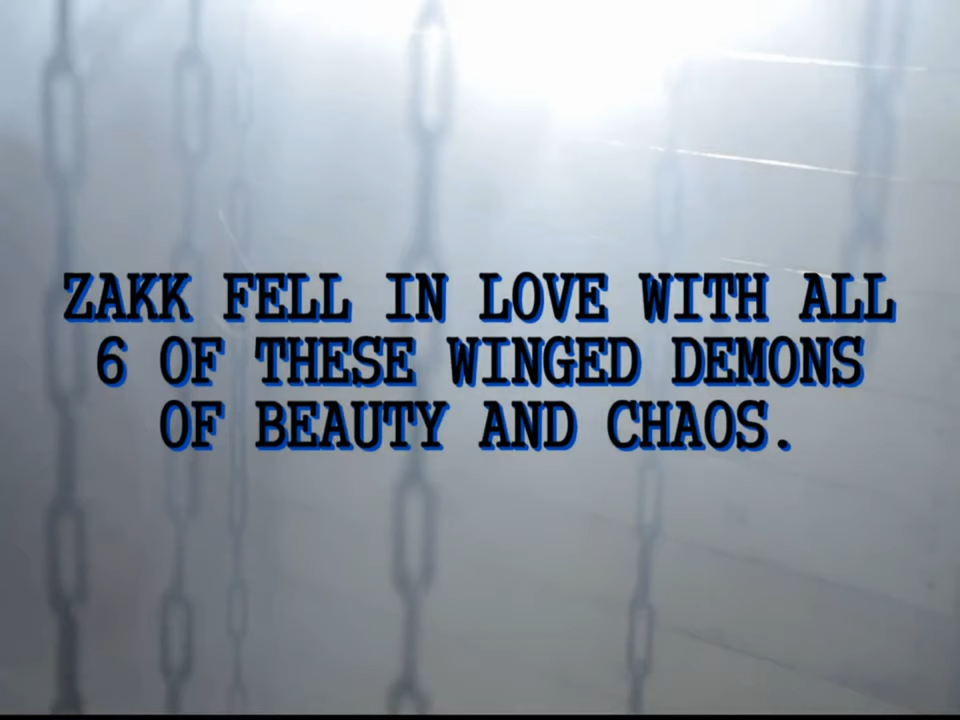 ZAKK FELL IN LOVE WITH ALL
6 OF THESE WINGED DEMONS
OF BEAUTY AND CHAOS.